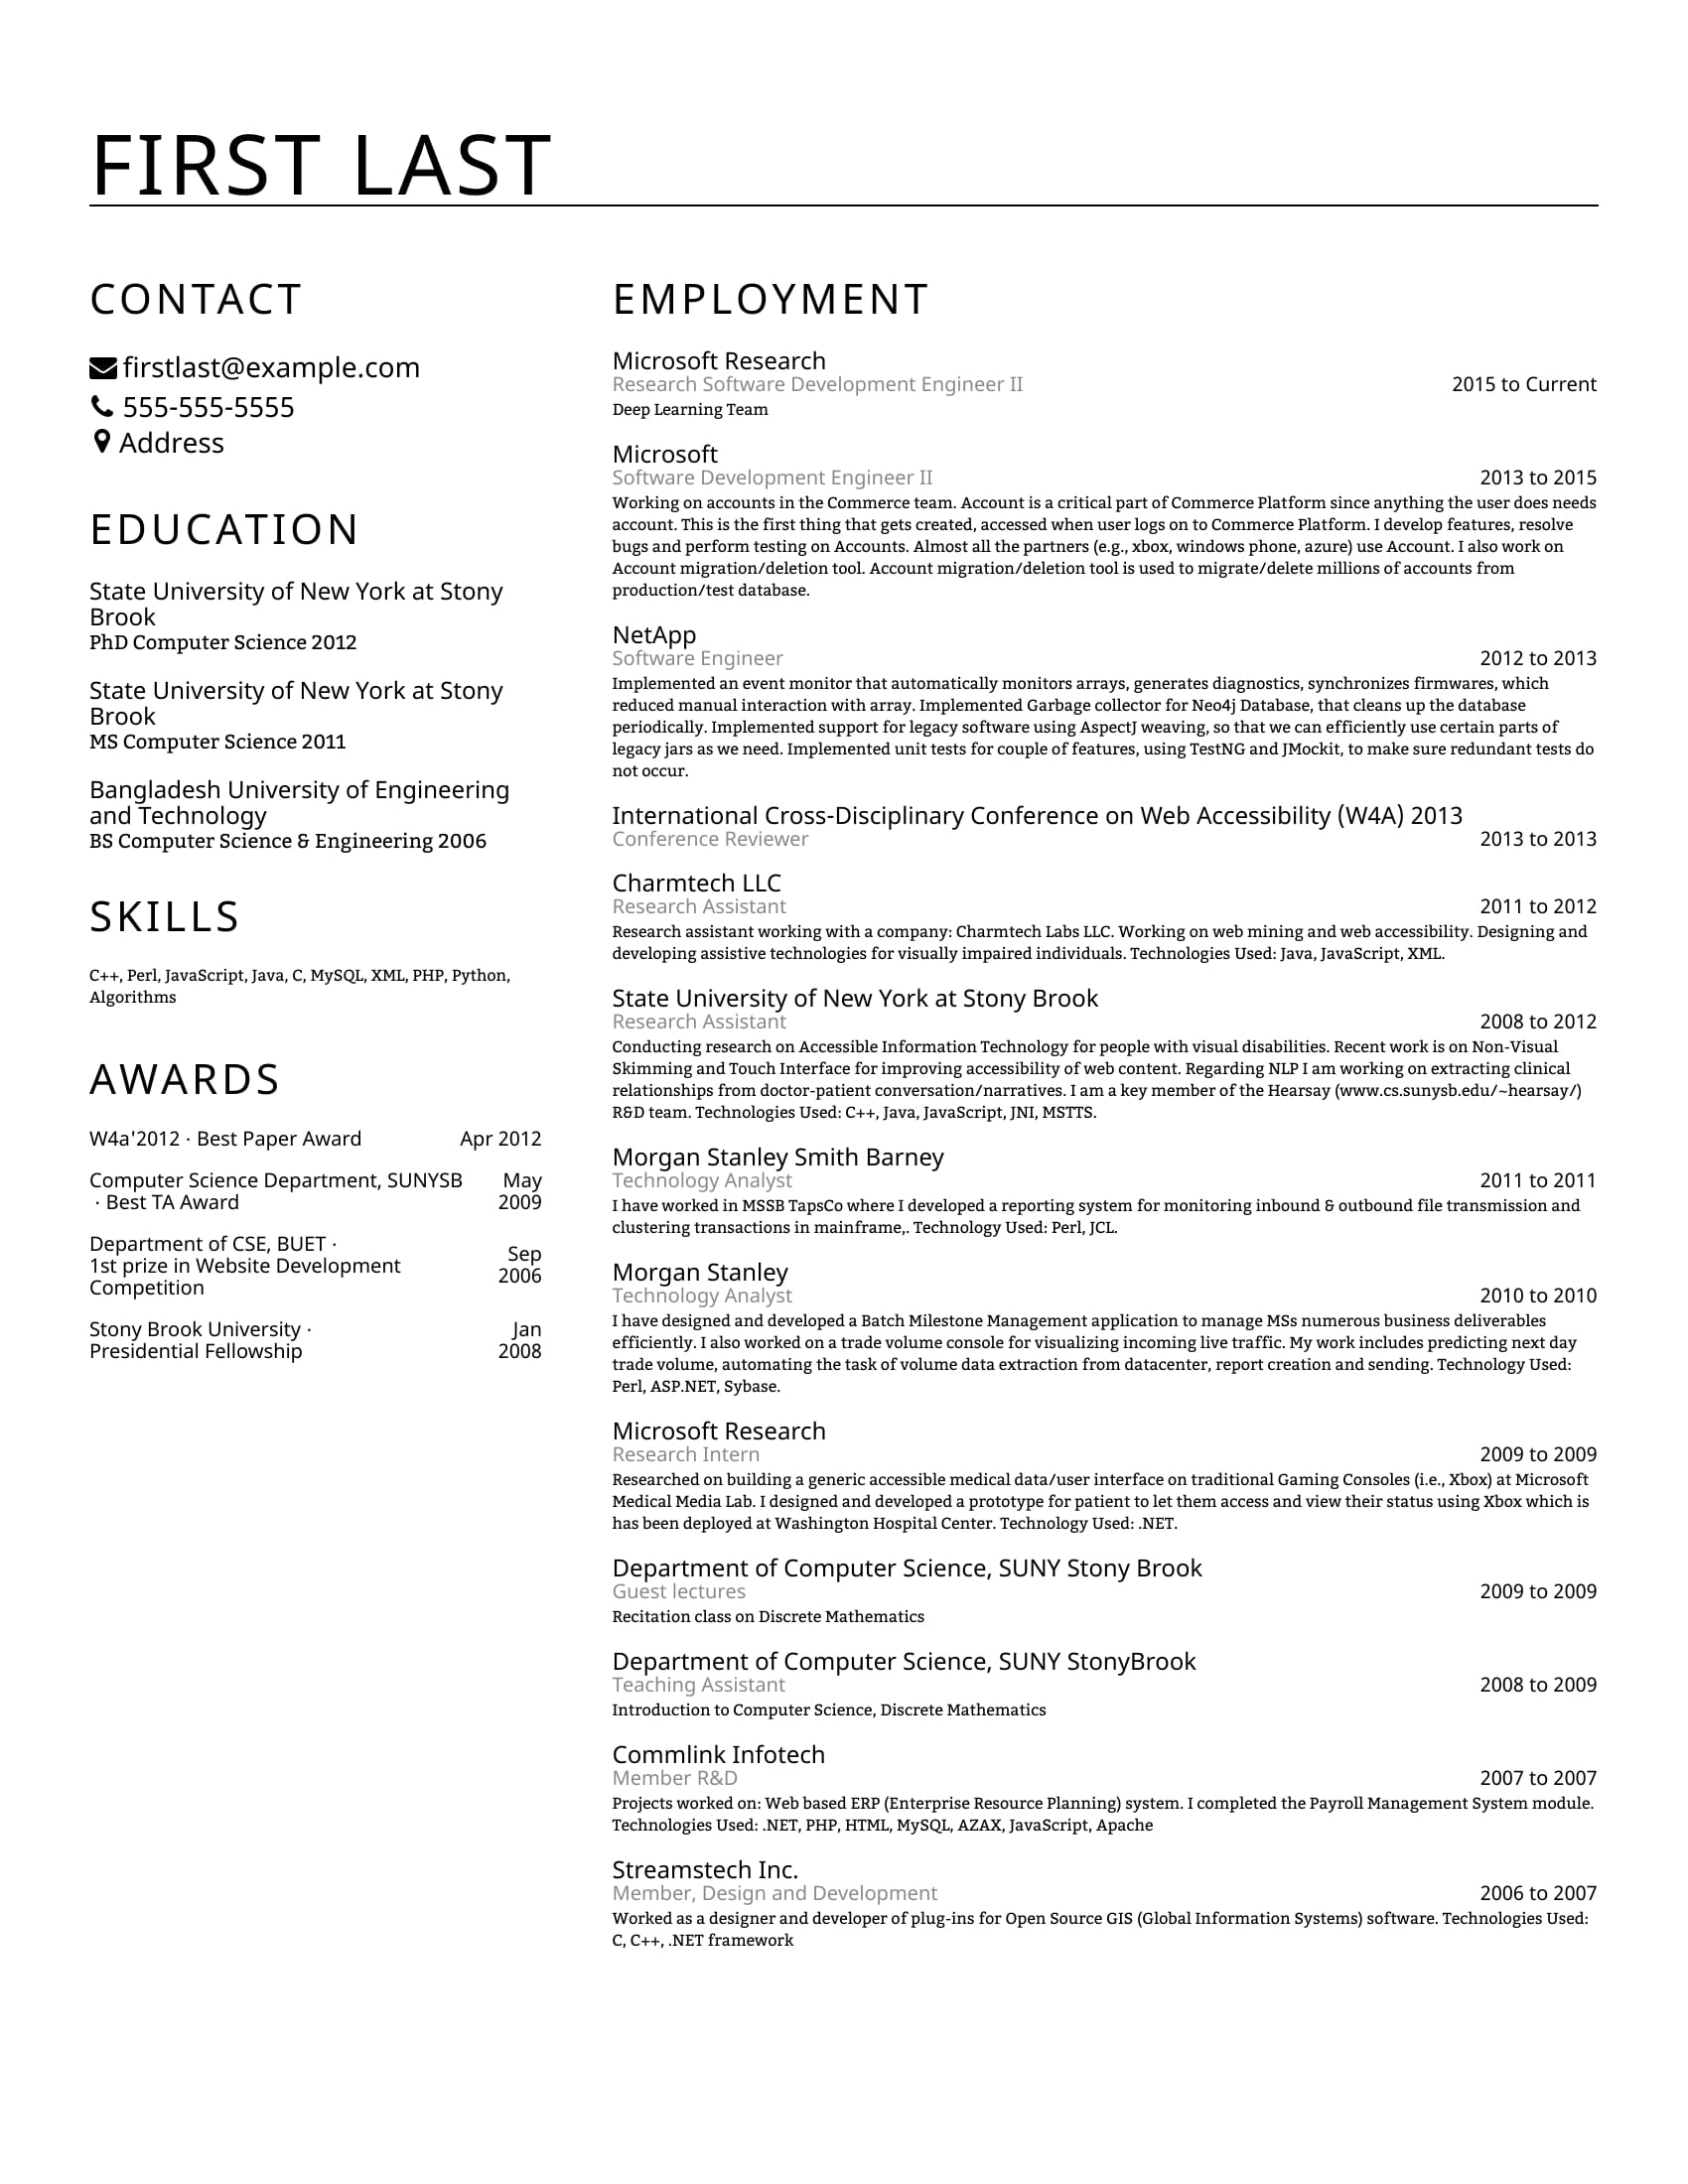 FIRST LAST
CONTACT
firstlast@example.com
555-555-5555
Address
EDUCATION
State University of New York at Stony
Brook
PhD Computer Science 2012
State University of New York at Stony
Brook
MS Computer Science 2011
Bangladesh University of Engineering
and Technology
BS Computer Science & Engineering 2006
SKILLS
C++, Perl, JavaScript, Java, C, MySQL, XML, PHP, Python,
Algorithms
AWARDS
W4a'2012 · Best Paper Award Apr 2012
Computer Science Department, SUNYSB May
· Best TA Award 2009
Department of CSE, BUET ·
1st prize in Website Development
Competition
Sep
2006
Stony Brook University · Jan
Presidential Fellowship 2008
EMPLOYMENT
Microsoft Research
Research Software Development Engineer II 2015 to Current
Deep Learning Team
Microsoft
Software Development Engineer II 2013 to 2015
Working on accounts in the Commerce team. Account is a critical part of Commerce Platform since anything the user does needs
account. This is the first thing that gets created, accessed when user logs on to Commerce Platform. I develop features, resolve
bugs and perform testing on Accounts. Almost all the partners (e.g., xbox, windows phone, azure) use Account. I also work on
Account migration/deletion tool. Account migration/deletion tool is used to migrate/delete millions of accounts from
production/test database.
NetApp
Software Engineer 2012 to 2013
Implemented an event monitor that automatically monitors arrays, generates diagnostics, synchronizes firmwares, which
reduced manual interaction with array. Implemented Garbage collector for Neo4j Database, that cleans up the database
periodically. Implemented support for legacy software using AspectJ weaving, so that we can efficiently use certain parts of
legacy jars as we need. Implemented unit tests for couple of features, using TestNG and JMockit, to make sure redundant tests do
not occur.
International Cross-Disciplinary Conference on Web Accessibility (W4A) 2013
Conference Reviewer 2013 to 2013
Charmtech LLC
Research Assistant 2011 to 2012
Research assistant working with a company: Charmtech Labs LLC. Working on web mining and web accessibility. Designing and
developing assistive technologies for visually impaired individuals. Technologies Used: Java, JavaScript, XML.
State University of New York at Stony Brook
Research Assistant 2008 to 2012
Conducting research on Accessible Information Technology for people with visual disabilities. Recent work is on Non-Visual
Skimming and Touch Interface for improving accessibility of web content. Regarding NLP I am working on extracting clinical
relationships from doctor-patient conversation/narratives. I am a key member of the Hearsay (www.cs.sunysb.edu/~hearsay/)
R&D team. Technologies Used: C++, Java, JavaScript, JNI, MSTTS.
Morgan Stanley Smith Barney
Technology Analyst 2011 to 2011
I have worked in MSSB TapsCo where I developed a reporting system for monitoring inbound & outbound file transmission and
clustering transactions in mainframe,. Technology Used: Perl, JCL.
Morgan Stanley
Technology Analyst 2010 to 2010
I have designed and developed a Batch Milestone Management application to manage MSs numerous business deliverables
efficiently. I also worked on a trade volume console for visualizing incoming live traffic. My work includes predicting next day
trade volume, automating the task of volume data extraction from datacenter, report creation and sending. Technology Used:
Perl, ASP.NET, Sybase.
Microsoft Research
Research Intern 2009 to 2009
Researched on building a generic accessible medical data/user interface on traditional Gaming Consoles (i.e., Xbox) at Microsoft
Medical Media Lab. I designed and developed a prototype for patient to let them access and view their status using Xbox which is
has been deployed at Washington Hospital Center. Technology Used: .NET.
Department of Computer Science, SUNY Stony Brook
Guest lectures 2009 to 2009
Recitation class on Discrete Mathematics
Department of Computer Science, SUNY StonyBrook
Teaching Assistant 2008 to 2009
Introduction to Computer Science, Discrete Mathematics
Commlink Infotech
Member R&D 2007 to 2007
Projects worked on: Web based ERP (Enterprise Resource Planning) system. I completed the Payroll Management System module.
Technologies Used: .NET, PHP, HTML, MySQL, AZAX, JavaScript, Apache
Streamstech Inc.
Member, Design and Development 2006 to 2007
Worked as a designer and developer of plug-ins for Open Source GIS (Global Information Systems) software. Technologies Used:
C, C++, .NET framework